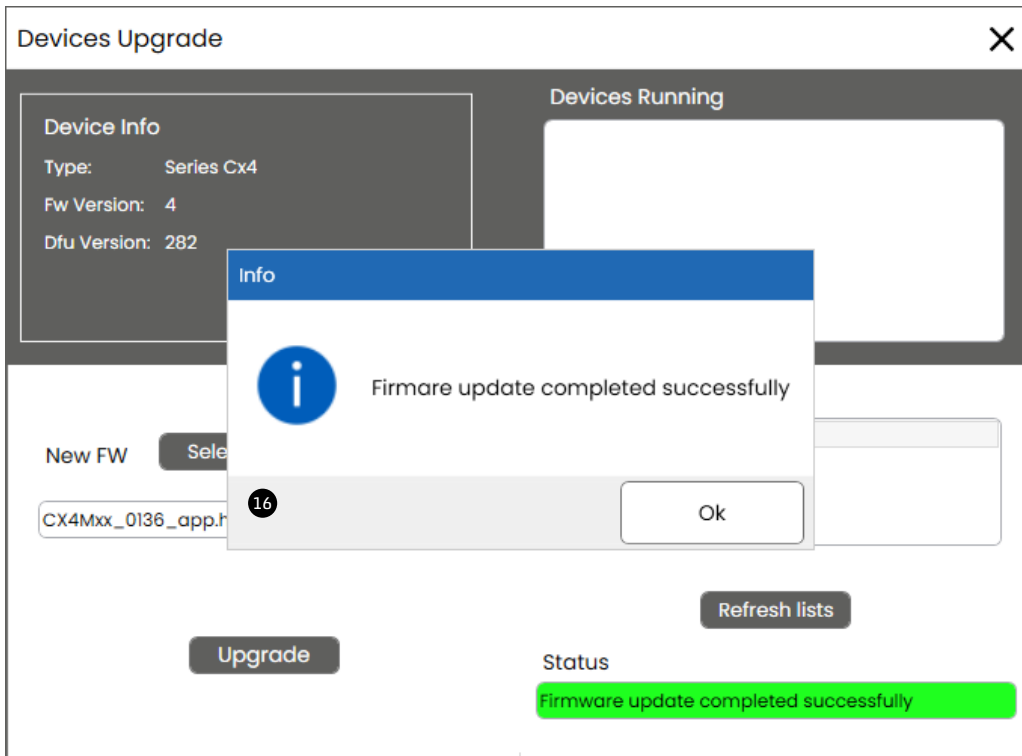 Devices Upgrade
Devices Running
Device Info
Type: Series Cx4
Fw Version: 4
Dfu Version: 282
Info
Firmare update completed successfully
New FW
Sele
16
Ok
CX4Mxx_0136_app.h
Refresh lists
Upgrade
Status
Firmware update completed successfully